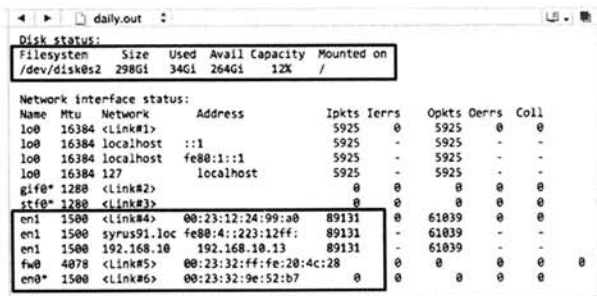 daily.out
Disk status:
Filesystem Size Used Avail Capacity Mounted on
/dev/disk0s2 298Gi 34Gi 264Gi 12% /
Network interface status:
Name Mtu Network Address Ipkts Ierrs Opkts Oerrs Coll
lo0 16384 <Link#1> 5925 0 5925 0 0
lo0 16384 localhost ::1 5925 - 5925 - -
lo0 16384 localhost fe80:1::1 5925 - 5925 - -
lo0 16384 127 localhost 5925 - 5925 - -
gif0* 1280 <Link#2> 0 0 0 0 0
stf0* 1280 <Link#3> 0 0 0 0 0
en1 1500 <Link#4> 00:23:12:24:99:a0 89131 0 61039 0 0
en1 1500 syrus91.loc fe80:4::223:12ff: 89131 - 61039 - -
en1 1500 192.168.10 192.168.10.13 89131 - 61039 - -
fw0 4078 <Link#5> 00:23:32:ff:fe:20:4c:28 0 0 0 0 0
en0* 1500 <Link#6> 00:23:32:9e:52:b7 0 0 0 0 0